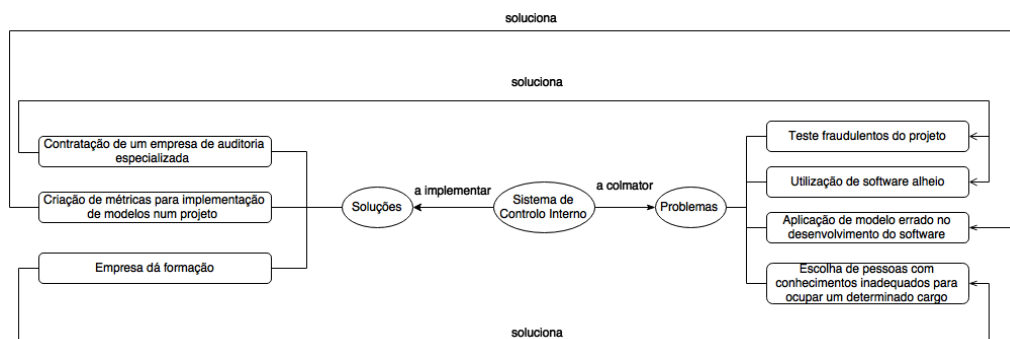 soluciona
soluciona
Contratação de um empresa de auditoria
especializada
Criação de métricas para implementação
de modelos num projeto
Empresa dá formação
Soluções
a implementar
Sistema de
Controlo Interno
a colmator
Problemas
Teste fraudulentos do projeto
Utilização de software alheio
Aplicação de modelo errado no
desenvolvimento do software
Escolha de pessoas com
conhecimentos inadequados para
ocupar um determinado cargo
soluciona